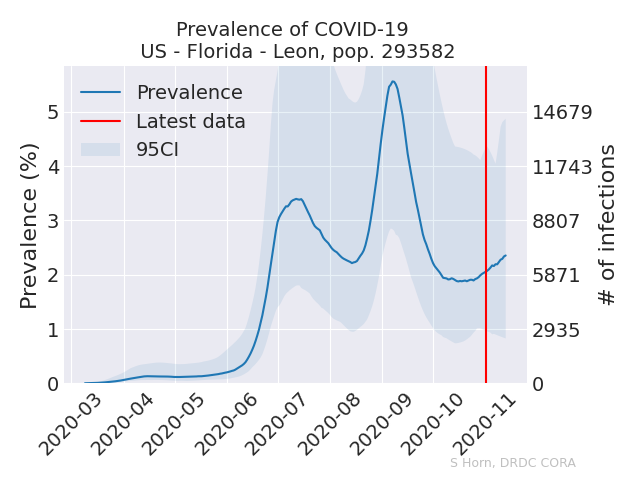 Prevalence of COVID-19
US - Florida - Leon, pop. 293582
Prevalence
Latest data
95CI
Prevalence (%)
5
4
3
2
1
0
14679
11743
8807
5871
2935
0
# of infections
2020-03
2020-04
2020-05
2020-06
2020-07
2020-08
2020-09
2020-10
2020-11
S Horn, DRDC CORA